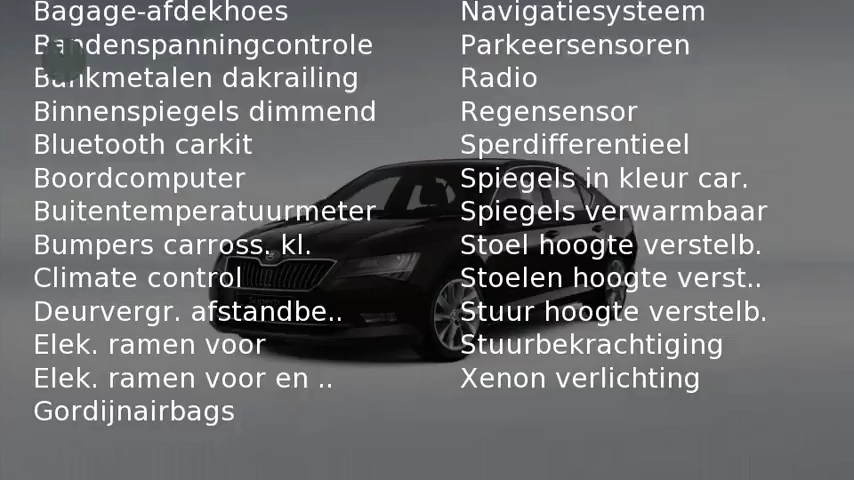 Bagage-afdekhoes
Bandenspanningcontrole
Bankmetalen dakrailing
Binnenspiegels dimmend
Bluetooth carkit
Boordcomputer
Buitentemperatuurmeter
Bumpers carross. kl.
Climate control
Deurvergr. afstandbe..
Elek. ramen voor
Elek. ramen voor en ..
Gordijnairbags
Navigatiesysteem
Parkeersensoren
Radio
Regensensor
Sperdifferentieel
Spiegels in kleur car.
Spiegels verwarmbaar
Stoel hoogte verstelb.
Stoelen hoogte verst..
Stuur hoogte verstelb.
Stuurbekrachtiging
Xenon verlichting